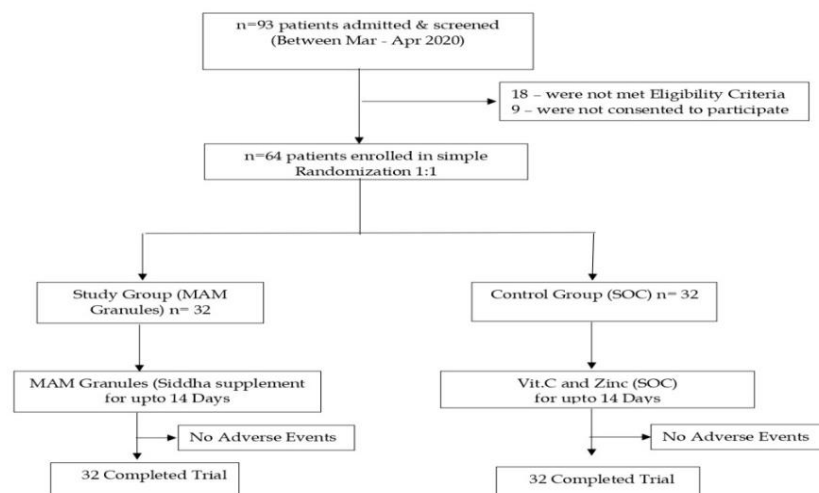 n=93 patients admitted & screened
(Between Mar - Apr 2020)
18 – were not met Eligibility Criteria
9 – were not consented to participate
n=64 patients enrolled in simple
Randomization 1:1
Study Group (MAM
Granules) n= 32
Control Group (SOC) n= 32
MAM Granules (Siddha supplement
for upto 14 Days
Vit.C and Zinc (SOC)
for upto 14 Days
No Adverse Events
No Adverse Events
32 Completed Trial
32 Completed Trial